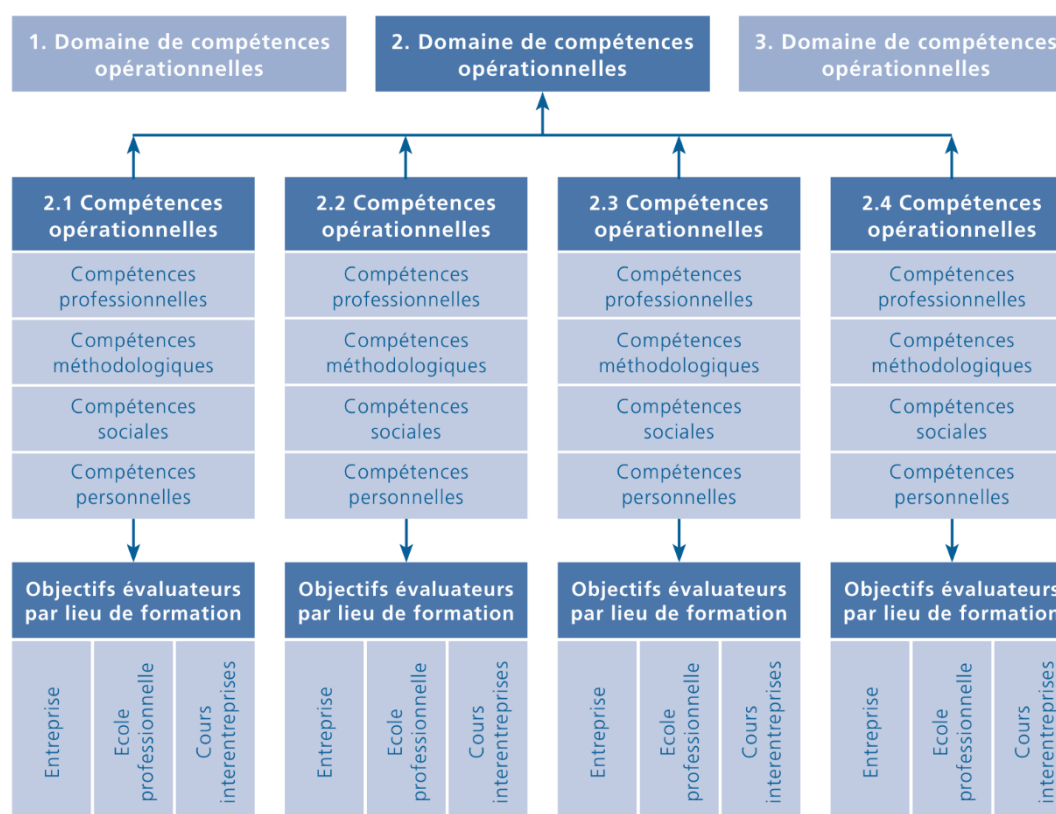 1. Domaine de compétences
opérationnelles
2. Domaine de compétences
opérationnelles
3. Domaine de compétences
opérationnelles
2.1 Compétences
opérationnelles
Compétences
professionnelles
Compétences
méthodologiques
Compétences
sociales
Compétences
personnelles
Objectifs évaluateurs
par lieu de formation
Entreprise
Ecole
professionnelle
Cours
interentreprises
2.2 Compétences
opérationnelles
Compétences
professionnelles
Compétences
méthodologiques
Compétences
sociales
Compétences
personnelles
Objectifs évaluateurs
par lieu de formation
Entreprise
Ecole
professionnelle
Cours
interentreprises
2.3 Compétences
opérationnelles
Compétences
professionnelles
Compétences
méthodologiques
Compétences
sociales
Compétences
personnelles
Objectifs évaluateurs
par lieu de formation
Entreprise
Ecole
professionnelle
Cours
interentreprises
2.4 Compétences
opérationnelles
Compétences
professionnelles
Compétences
méthodologiques
Compétences
sociales
Compétences
personnelles
Objectifs évaluateurs
par lieu de formation
Entreprise
Ecole
professionnelle
Cours
interentreprises